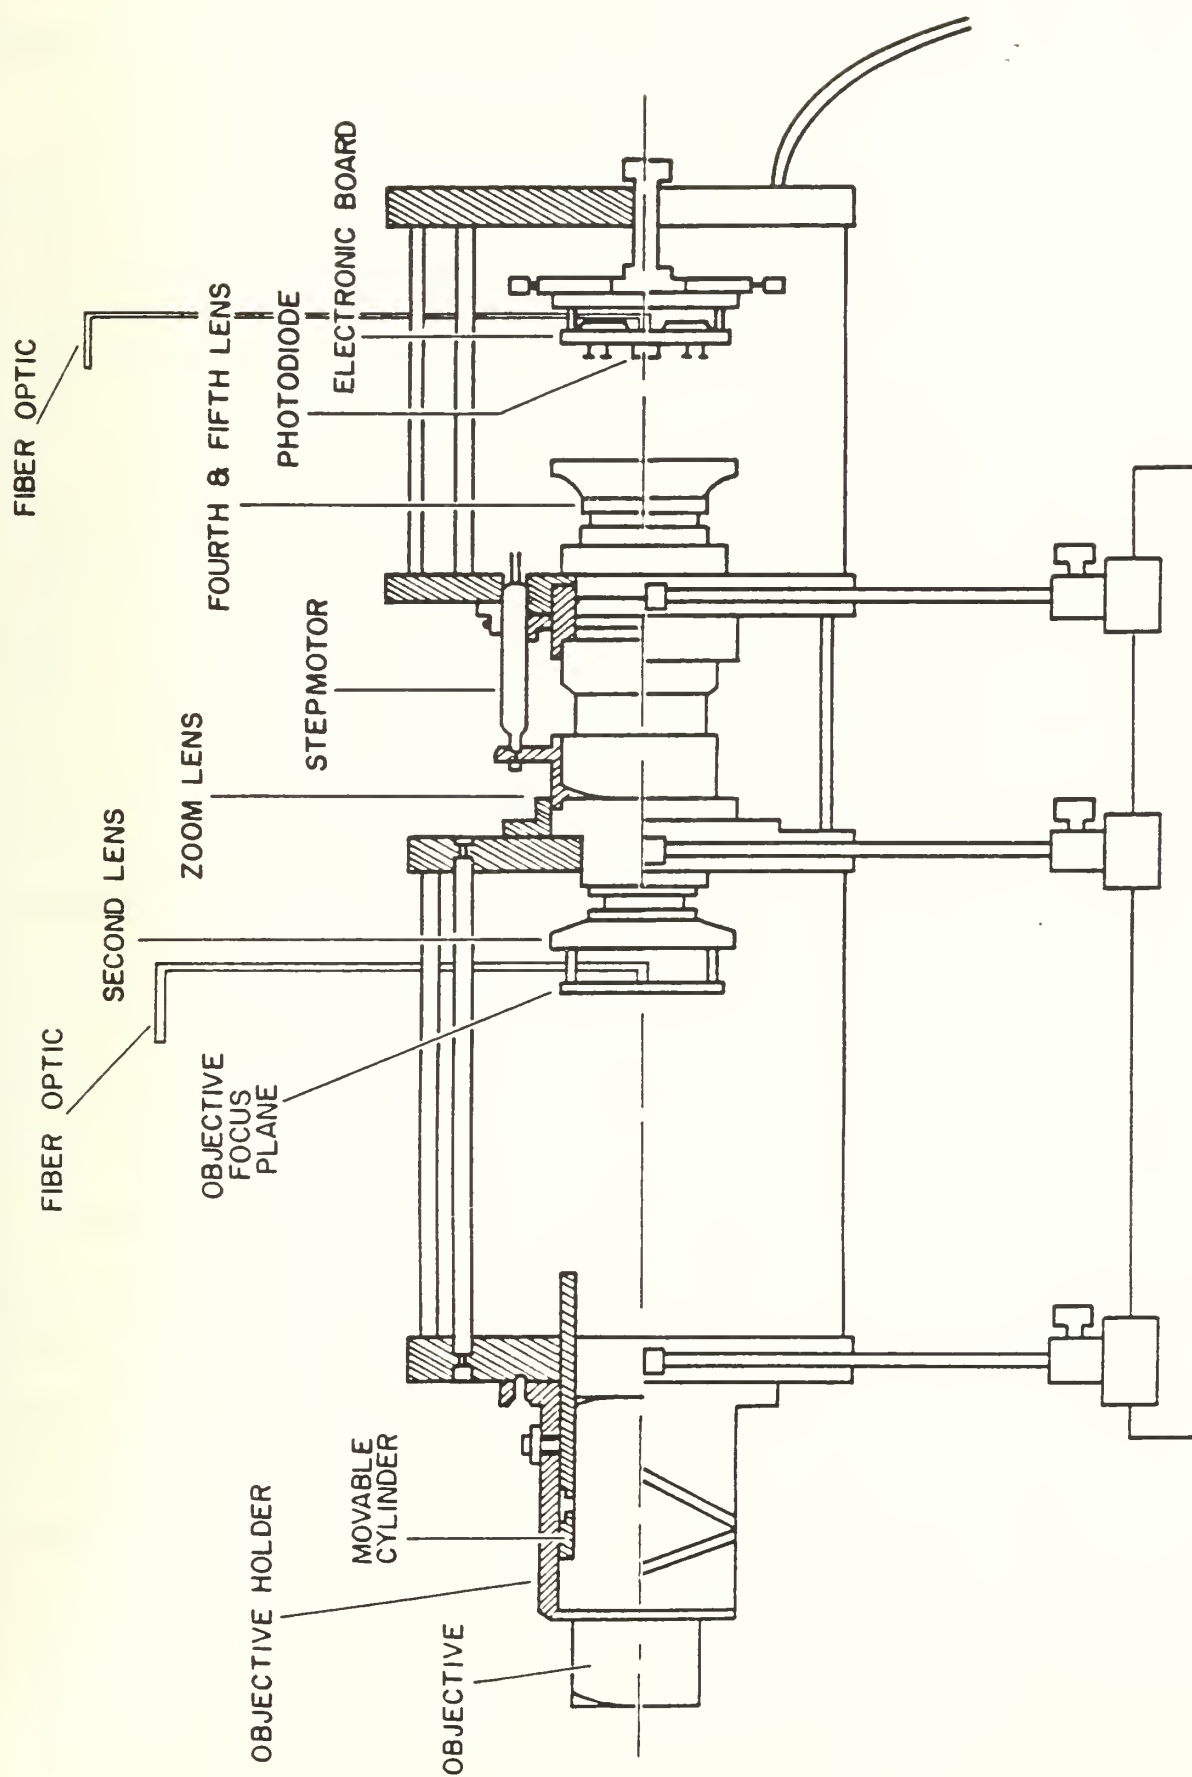 FIBER OPTIC
ELECTRONIC BOARD
PHOTODIODE
FOURTH & FIFTH LENS
STEPMOTOR
ZOOM LENS
SECOND LENS
FIBER OPTIC
OBJECTIVE
FOCUS
PLANE
MOVABLE
CYLINDER
OBJECTIVE HOLDER
OBJECTIVE